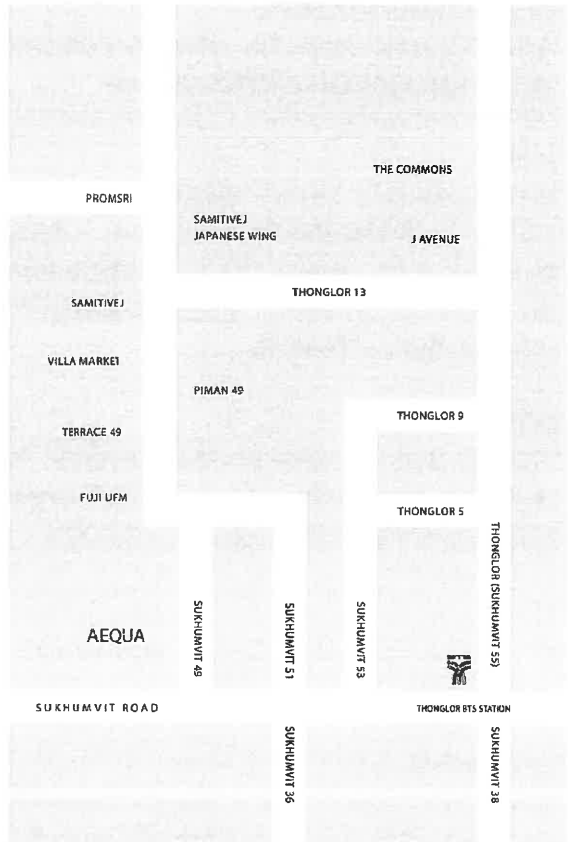 THE COMMONS
PROMSRI
SAMITIVEJ
JAPANESE WING
J AVENUE
THONGLOR 13
SAMITIVEJ
VILLA MARKET
PIMAN 49
THONGLOR 9
TERRACE 49
FUJI UFM
THONGLOR 5
THONGLOR (SUKHUMVIT 55)
AEQUA
SUKHUMVIT 49
SUKHUMVIT 51
SUKHUMVIT 53
SUKHUMVIT ROAD
THONGLOR BTS STATION
SUKHUMVIT 36
SUKHUMVIT 38